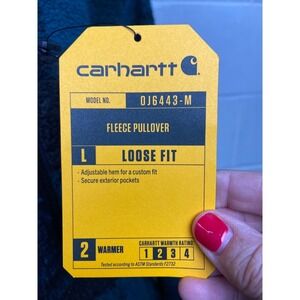 carhartt
MODEL NO. DJ6443-M
FLEECE PULLOVER
L LOOSE FIT
- Adjustable hem for a custom fit
- Secure exterior pockets
2 WARMER
CARHARTT WARMTH RATING
1 2 3 4
Tested according to ASTM Standards F2732